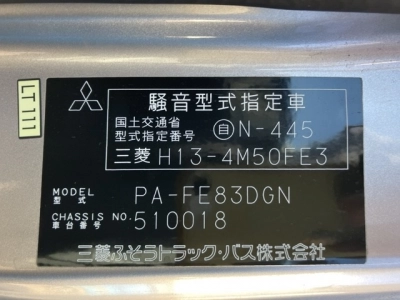 LT111
騒音型式指定車
国土交通省
型式指定番号 自N-445
三菱 H13-4M50FE3
MODEL PA-FE83DGN
型式
CHASSIS NO. 510018
車台番号
三菱ふそうトラック・バス株式会社